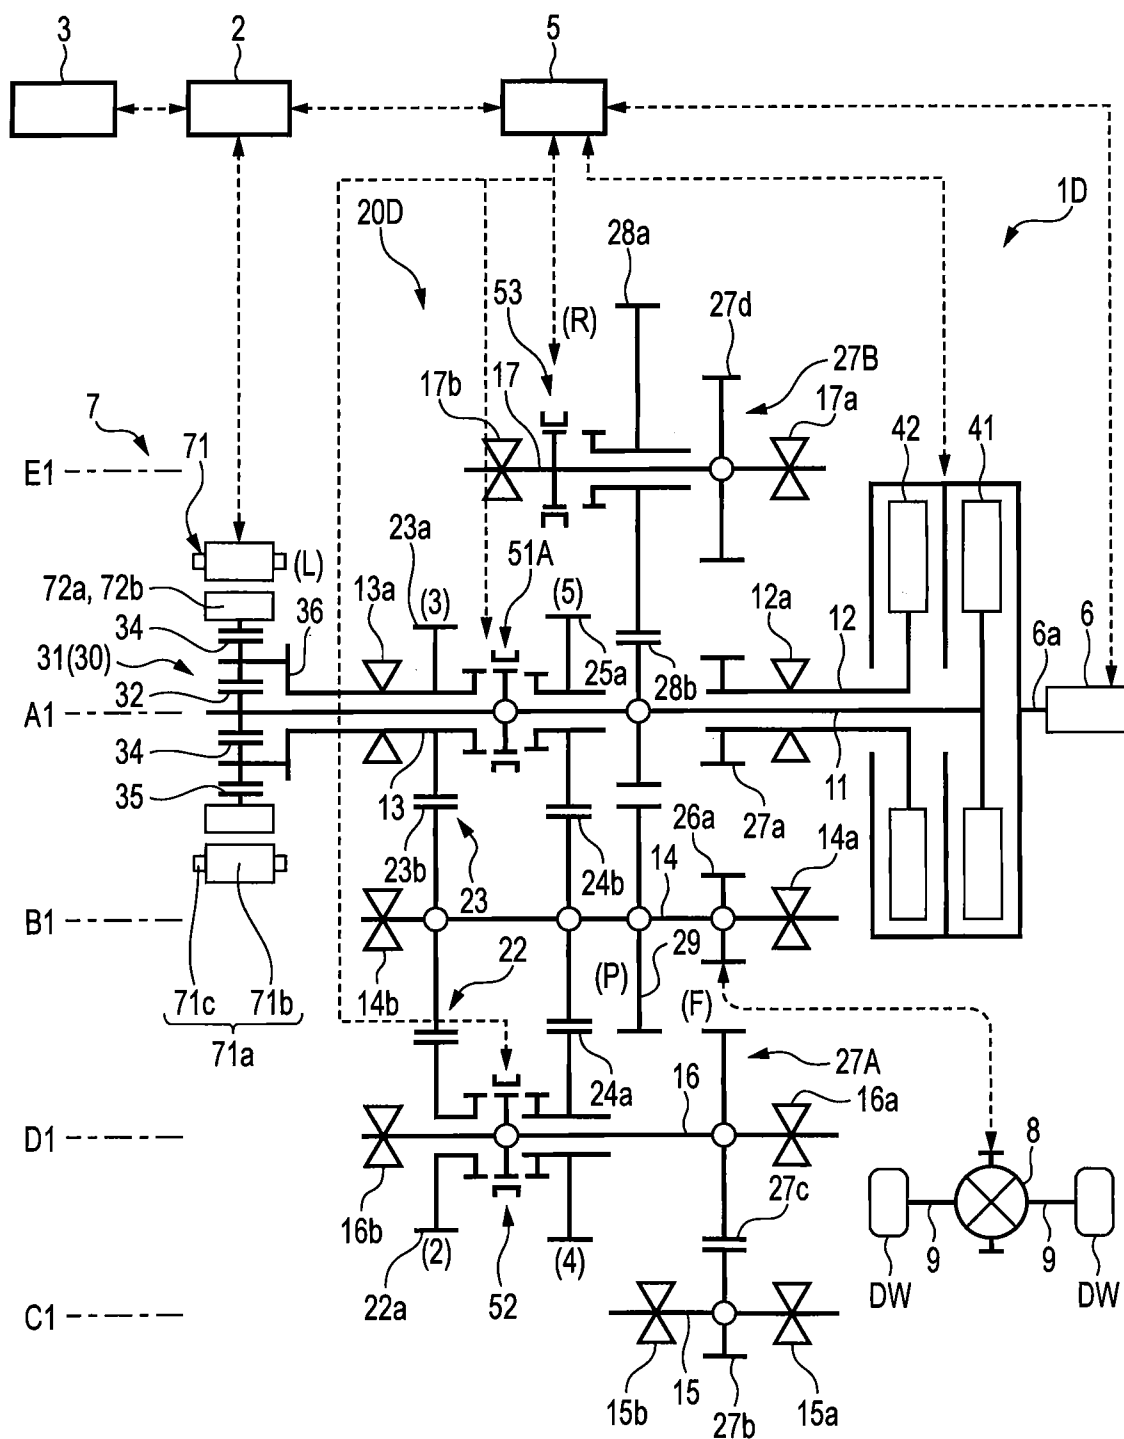 3
2
5
1D
20D
28a
27d
53
(R)
27B
17b
17
17a
7
42
41
E1
71
23a
51A
(L)
72a, 72b
13a
(3)
(5)
12a
12
6
6a
34
36
31(30)
25a
28b
32
A1
34
11
35
13
27a
26a
14a
23b
23
24b
14
B1
22
29
(P)
(F)
71c
71b
14b
71a
27A
24a
16
16a
D1
8
27c
16b
(2)
(4)
9
9
22a
52
DW
DW
C1
15b
15
27b
15a